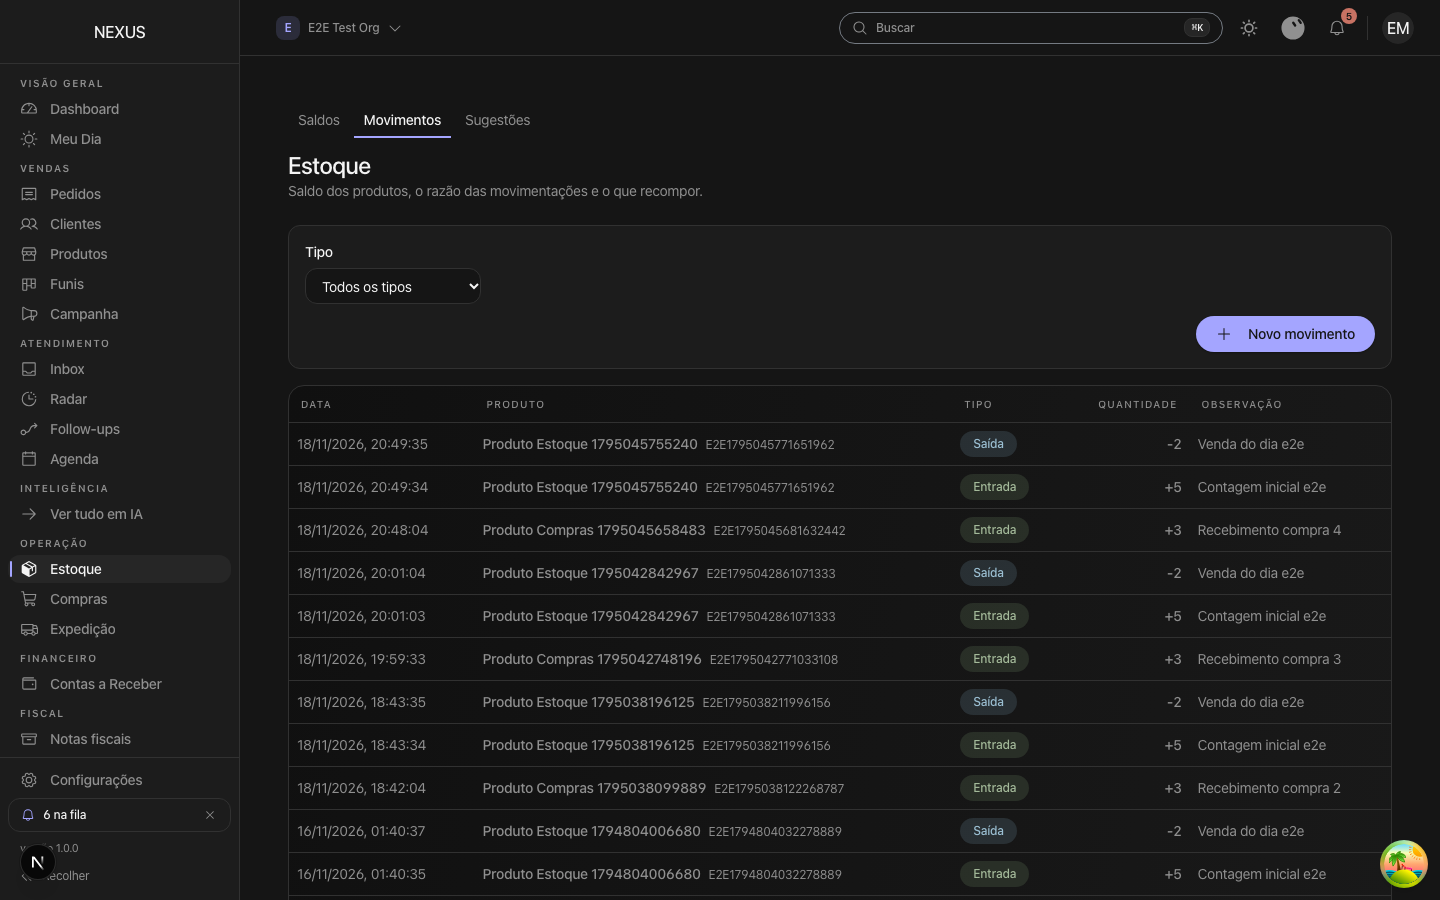 NEXUS
E E2E Test Org
Buscar ⌘K
5
EM
VISÃO GERAL
Dashboard
Meu Dia
VENDAS
Pedidos
Clientes
Produtos
Funis
Campanha
ATENDIMENTO
Inbox
Radar
Follow-ups
Agenda
INTELIGÊNCIA
Ver tudo em IA
OPERAÇÃO
Estoque
Compras
Expedição
FINANCEIRO
Contas a Receber
FISCAL
Notas fiscais
Configurações
6 na fila
1.0.0
N
Saldos Movimentos Sugestões
Estoque
Saldo dos produtos, o razão das movimentações e o que recompor.
Tipo
Todos os tipos
Novo movimento
DATA PRODUTO TIPO QUANTIDADE OBSERVAÇÃO
18/11/2026, 20:49:35 Produto Estoque 1795045755240 E2E1795045771651962 Saída -2 Venda do dia e2e
18/11/2026, 20:49:34 Produto Estoque 1795045755240 E2E1795045771651962 Entrada +5 Contagem inicial e2e
18/11/2026, 20:48:04 Produto Compras 1795045658483 E2E1795045681632442 Entrada +3 Recebimento compra 4
18/11/2026, 20:01:04 Produto Estoque 1795042842967 E2E1795042861071333 Saída -2 Venda do dia e2e
18/11/2026, 20:01:03 Produto Estoque 1795042842967 E2E1795042861071333 Entrada +5 Contagem inicial e2e
18/11/2026, 19:59:33 Produto Compras 1795042748196 E2E1795042771033108 Entrada +3 Recebimento compra 3
18/11/2026, 18:43:35 Produto Estoque 1795038196125 E2E1795038211996156 Saída -2 Venda do dia e2e
18/11/2026, 18:43:34 Produto Estoque 1795038196125 E2E1795038211996156 Entrada +5 Contagem inicial e2e
18/11/2026, 18:42:04 Produto Compras 1795038099889 E2E1795038122268787 Entrada +3 Recebimento compra 2
16/11/2026, 01:40:37 Produto Estoque 1794804006680 E2E1794804032278889 Saída -2 Venda do dia e2e
16/11/2026, 01:40:35 Produto Estoque 1794804006680 E2E1794804032278889 Entrada +5 Contagem inicial e2e